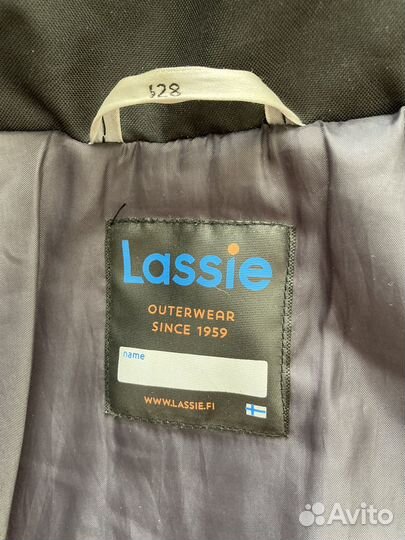 128
Lassie
OUTERWEAR
SINCE 1959
name
WWW.LASSIE.FI
Avito